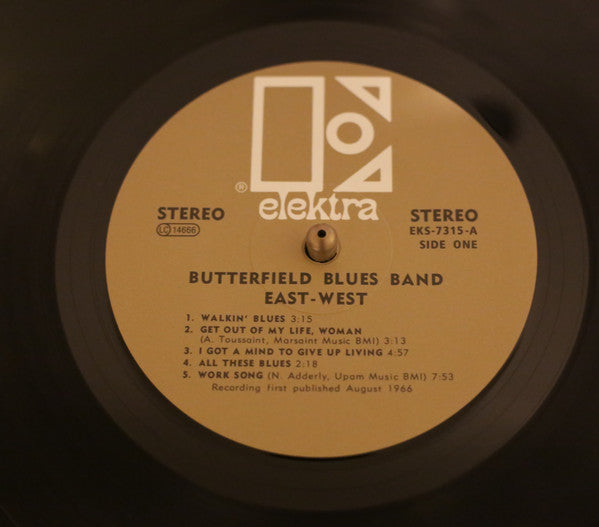 ®
elektra
STEREO
LC 14666
STEREO
EKS-7315-A
SIDE ONE
BUTTERFIELD BLUES BAND
EAST-WEST
1. WALKIN' BLUES 3:15
2. GET OUT OF MY LIFE, WOMAN
(A. Toussaint, Marsaint Music BMI) 3:13
3. I GOT A MIND TO GIVE UP LIVING 4:57
4. ALL THESE BLUES 2:18
5. WORK SONG (N. Adderly, Upam Music BMI) 7:53
Recording first published August 1966